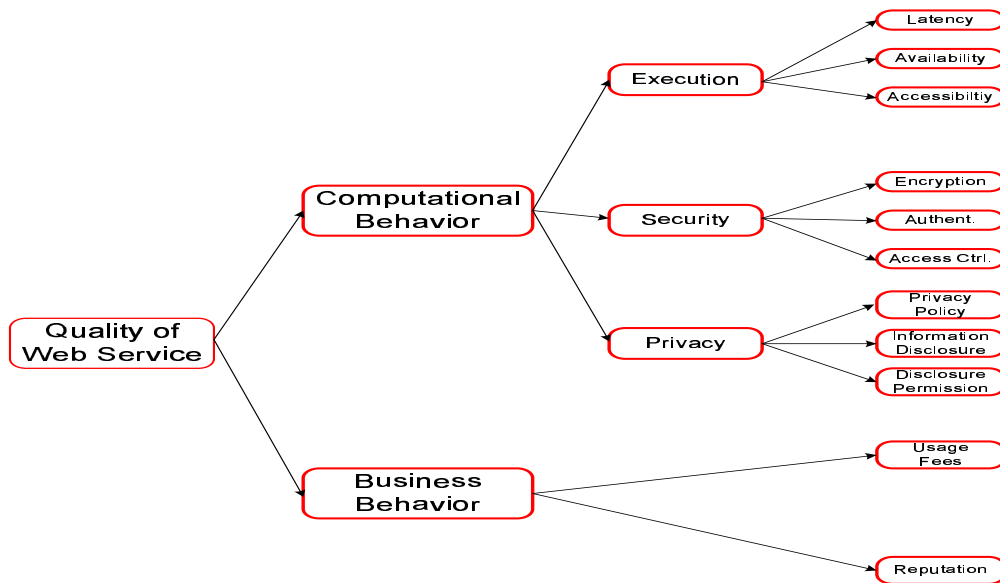 Latency
Availability
Accessibiltiy
Execution
Encryption
Authent.
Access Ctrl.
Security
Computational
Behavior
Privacy
Policy
Information
Disclosure
Disclosure
Permission
Privacy
Quality of
Web Service
Usage
Fees
Business
Behavior
Reputation